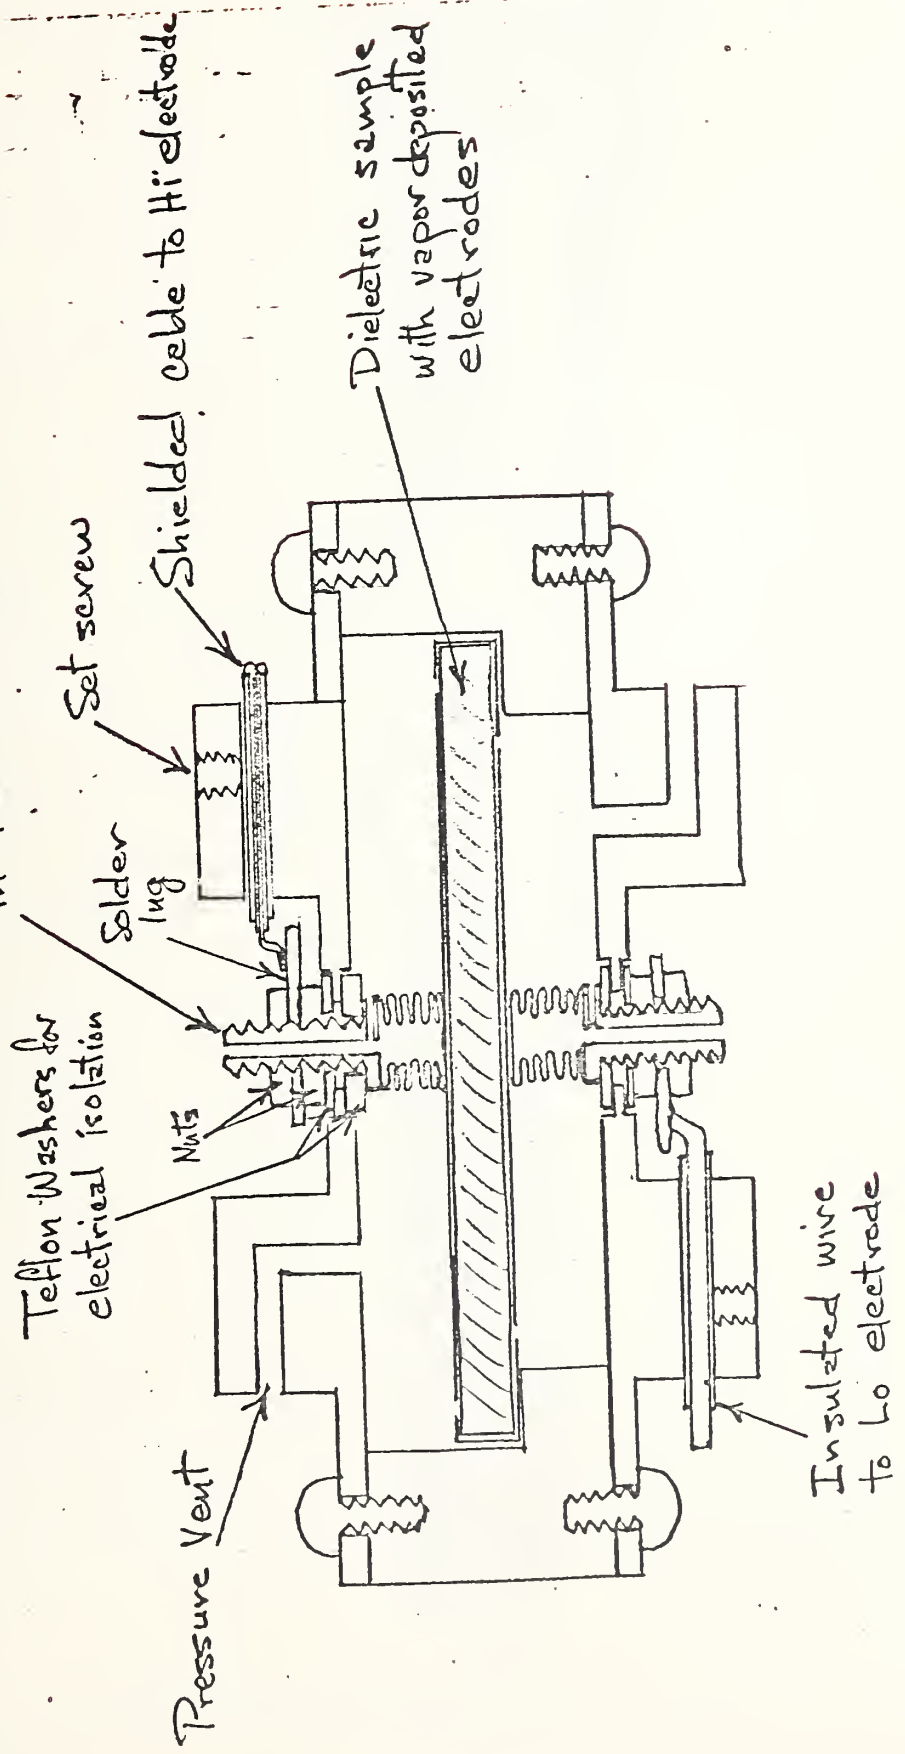 Teflon Washers for
electrical isolation
Nuts
Solder
lug
Set screw
Shielded cable to Hi electrode
Pressure Vent
Dielectric sample
with vapor deposited
electrodes
Insulated wire
to Lo electrode